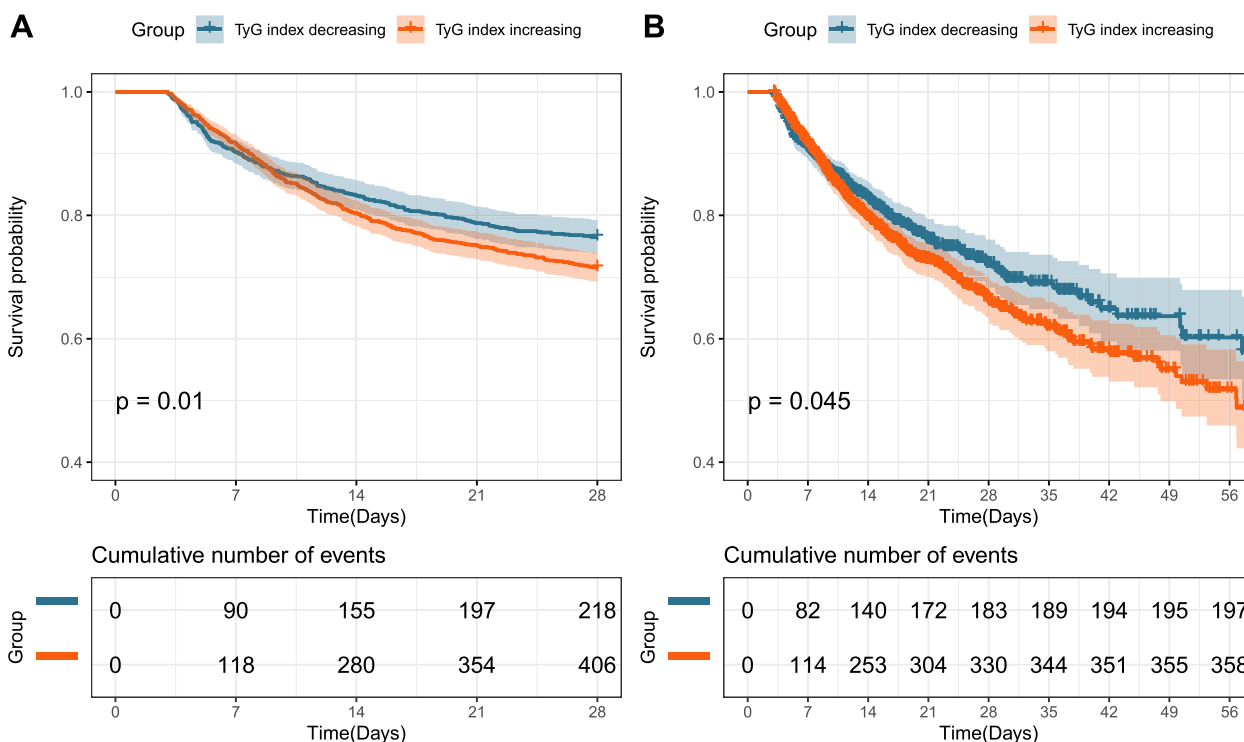 A
Group TyG index decreasing TyG index increasing
1.0
0.8
0.6
0.4
Survival probability
p = 0.01
0 7 14 21 28
Time(Days)
Cumulative number of events
Group
0 90 155 197 218
0 118 280 354 406
0 7 14 21 28
Time(Days)
B
Group TyG index decreasing TyG index increasing
1.0
0.8
0.6
0.4
Survival probability
p = 0.045
0 7 14 21 28 35 42 49 56
Time(Days)
Cumulative number of events
Group
0 82 140 172 183 189 194 195 197
0 114 253 304 330 344 351 355 358
0 7 14 21 28 35 42 49 56
Time(Days)